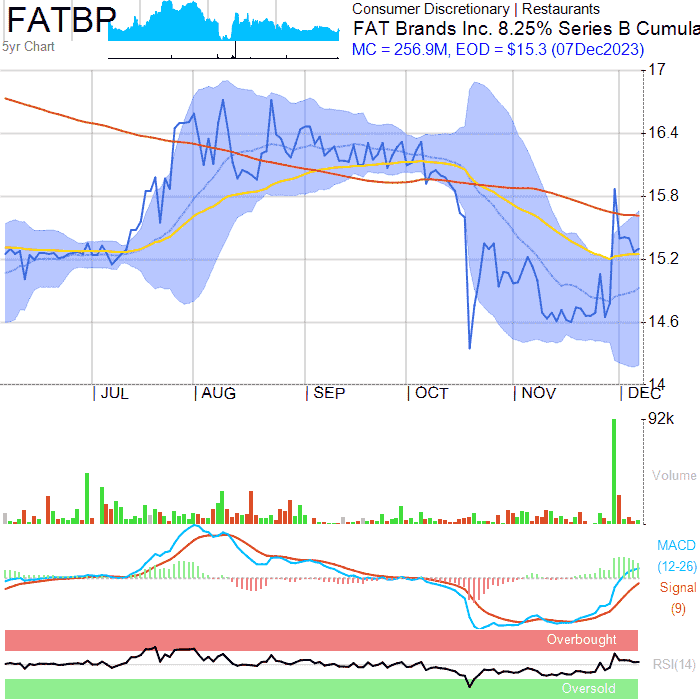 FATBP
5yr Chart
Consumer Discretionary | Restaurants
FAT Brands Inc. 8.25% Series B Cumula
MC = 256.9M, EOD = $15.3 (07Dec2023)
17
16.4
15.8
15.2
14.6
14
JUL AUG SEP OCT NOV DEC
92k
Volume
MACD
(12-26)
Signal
(9)
Overbought
RSI(14)
Oversold